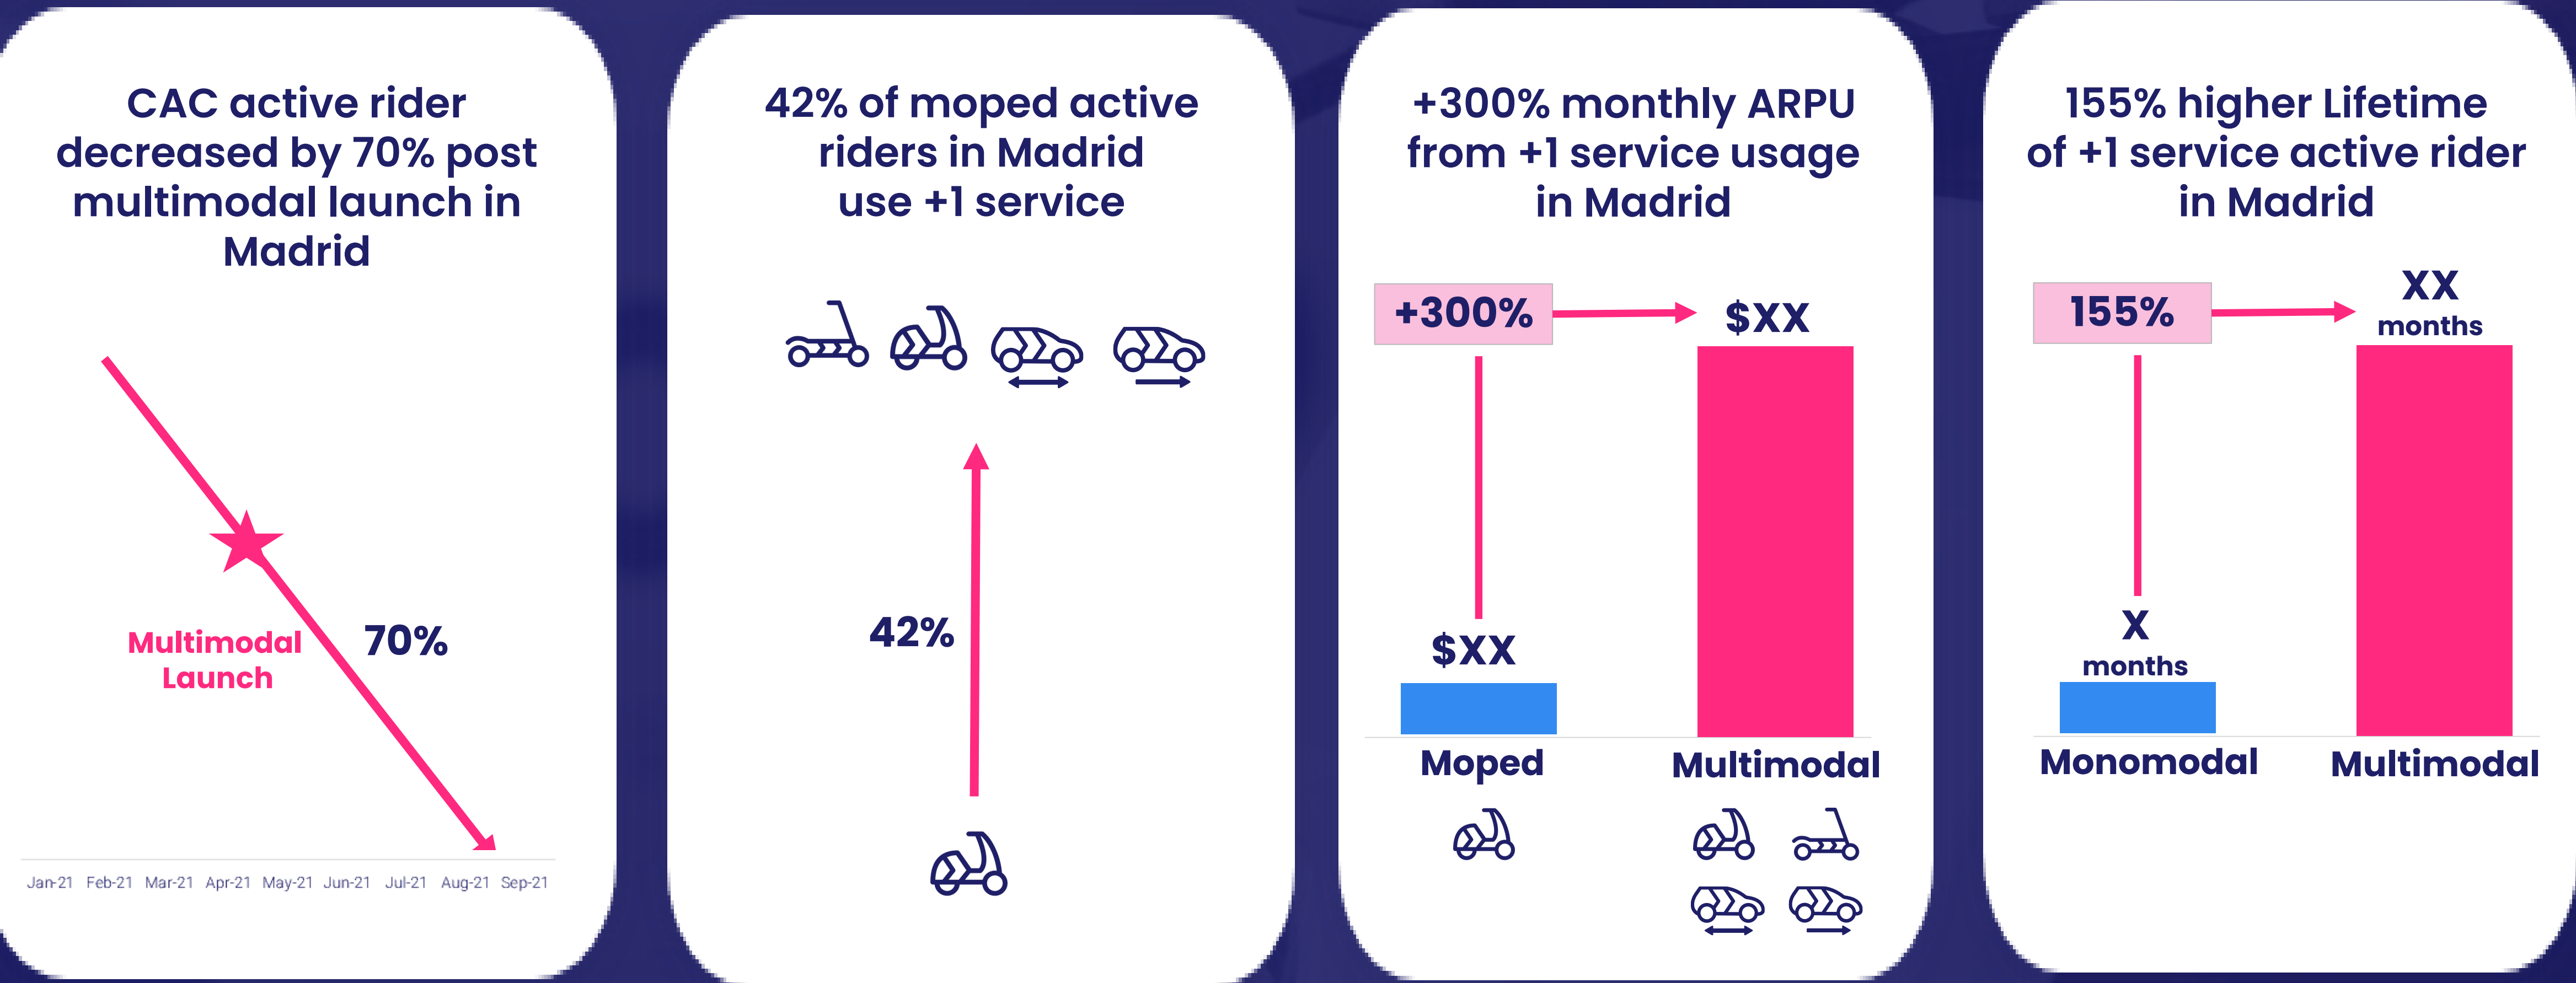 CAC active rider
decreased by 70% post
multimodal launch in
Madrid
Multimodal
Launch
70%
Jan-21 Feb-21 Mar-21 Apr-21 May-21 Jun-21 Jul-21 Aug-21 Sep-21
42% of moped active
riders in Madrid
use +1 service
42%
+300% monthly ARPU
from +1 service usage
in Madrid
+300%
$XX
$XX
Moped
Multimodal
155% higher Lifetime
of +1 service active rider
in Madrid
155%
XX
months
X
months
Monomodal
Multimodal